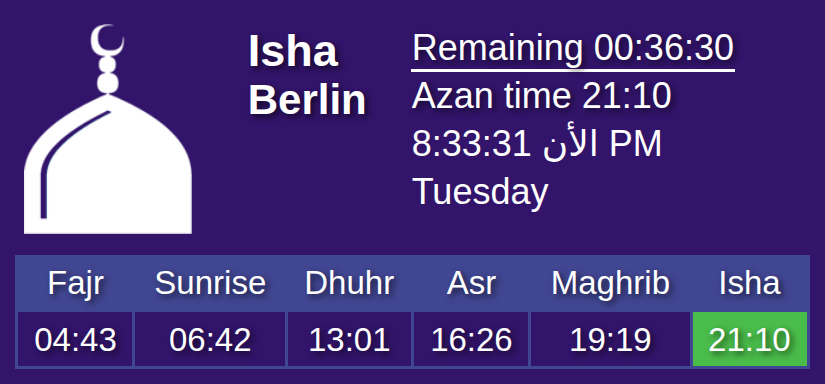 Isha
Berlin
Remaining 00:36:30
Azan time 21:10
8:33:31 الأن PM
Tuesday
Fajr Sunrise Dhuhr Asr Maghrib Isha
04:43 06:42 13:01 16:26 19:19 21:10